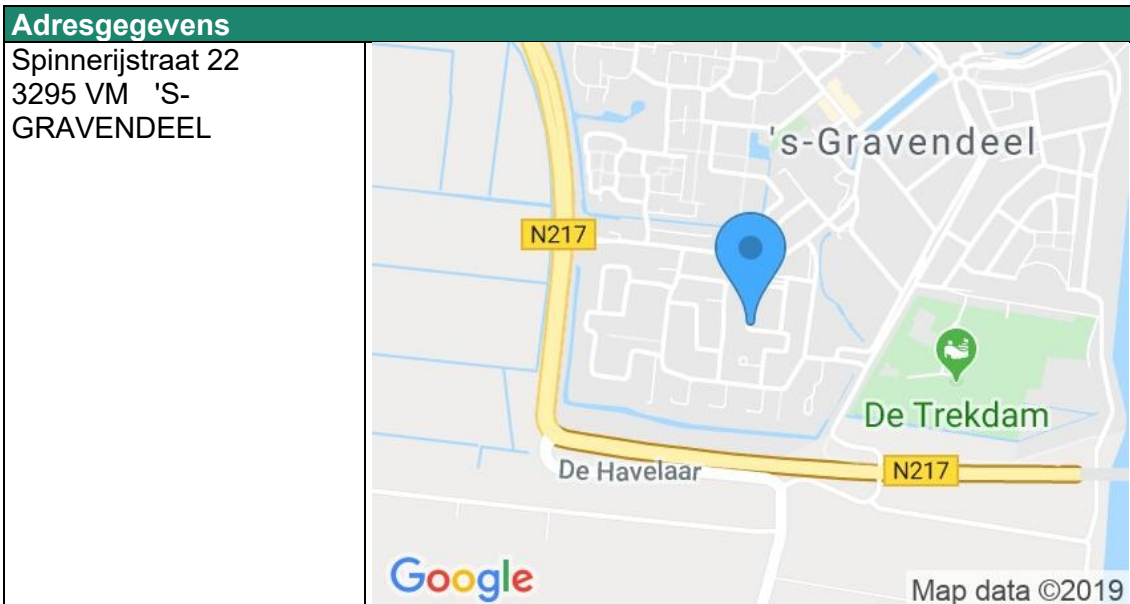 Adresgegevens
Spinnerijstraat 22
3295 VM 'S-
GRAVENDEEL
's-Gravendeel
N217
De Trekdam
De Havelaar
N217
Google
Map data ©2019